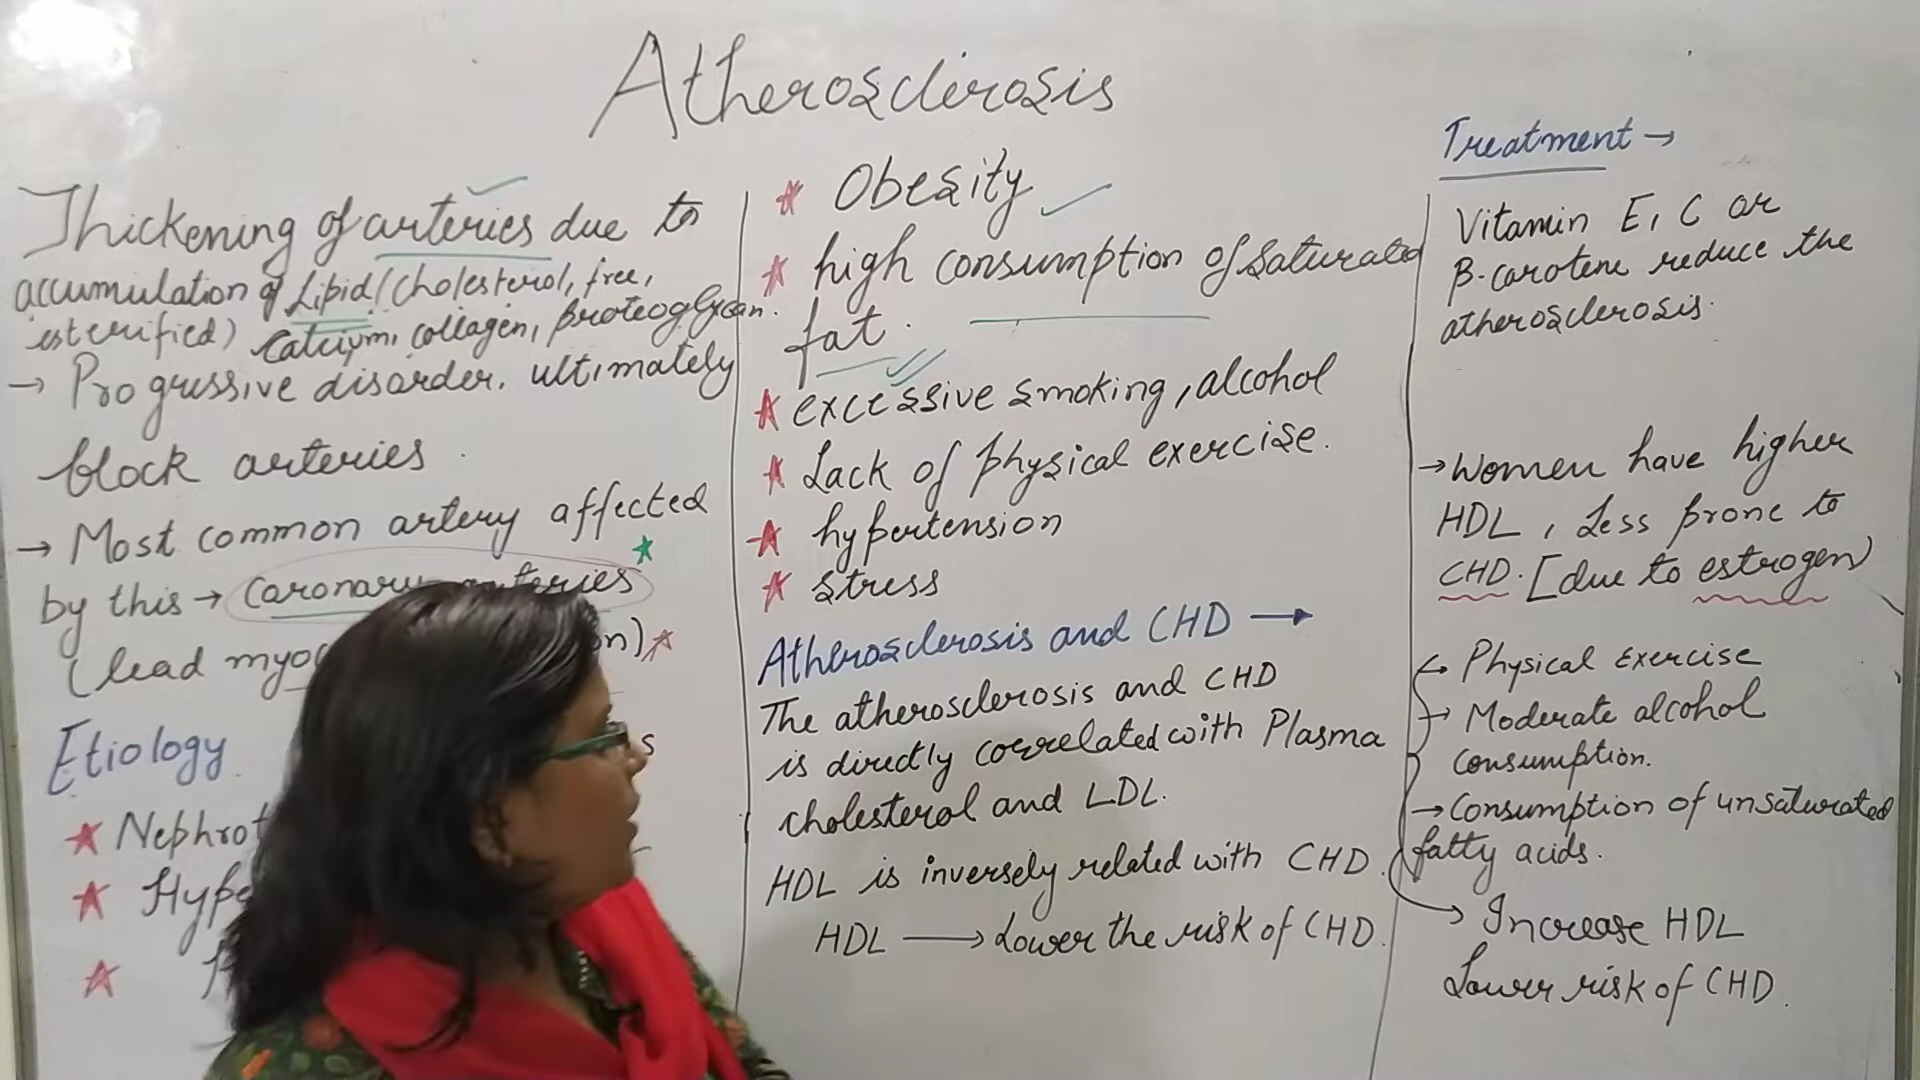 Atherosclerosis
Thickening of arteries due to
accumulation of Lipid (cholesterol, free,
esterified) Calcium, collagen, proteoglycan.
→ Progressive disorder. ultimately
block arteries.
→ Most common artery affected
by this → coronary arteries
(lead
Etiology
Obesity
high consumption of saturated
fat.
excessive smoking, alcohol
Lack of physical exercise.
hypertension
stress
Atherosclerosis and CHD →
The atherosclerosis and CHD
is directly correlated with Plasma
cholesterol and LDL.
HDL is inversely related with CHD.
HDL → Lower the risk of CHD.
Treatment →
Vitamin E, C or
β-carotene reduce the
atherosclerosis.
→ Women have higher
HDL, Less prone to
CHD. [due to estrogen)
→ Physical Exercise
→ Moderate alcohol
consumption.
→ Consumption of unsaturated
fatty acids.
→ Increase HDL
Lower risk of CHD.